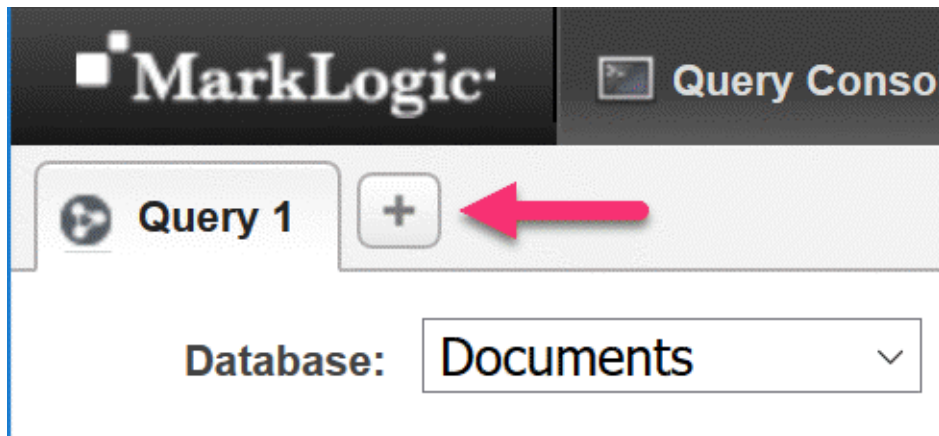 MarkLogic
Query Conso
Query 1
+
Database:
Documents